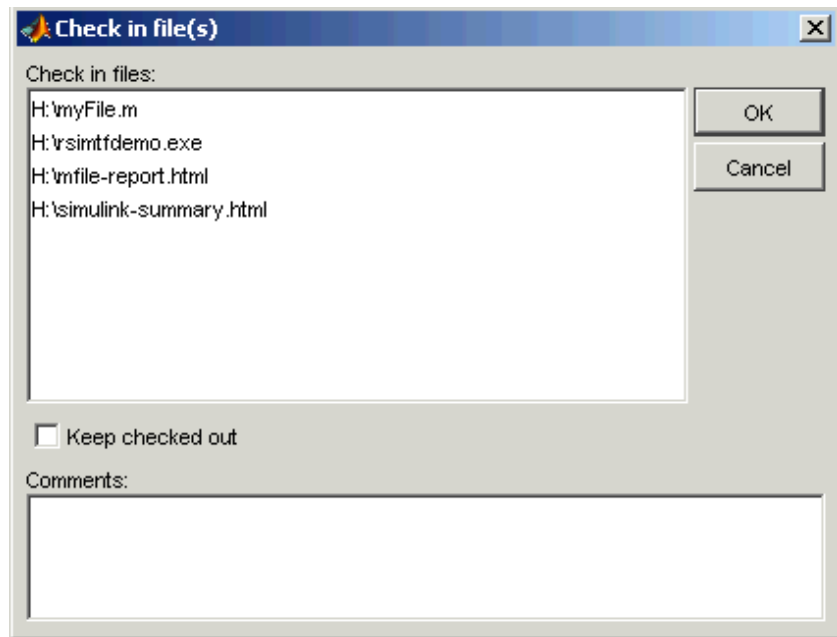 Check in file(s)
Check in files:
H:\myFile.m
H:\rsimtfdemo.exe
H:\mfile-report.html
H:\simulink-summary.html
OK
Cancel
Keep checked out
Comments: